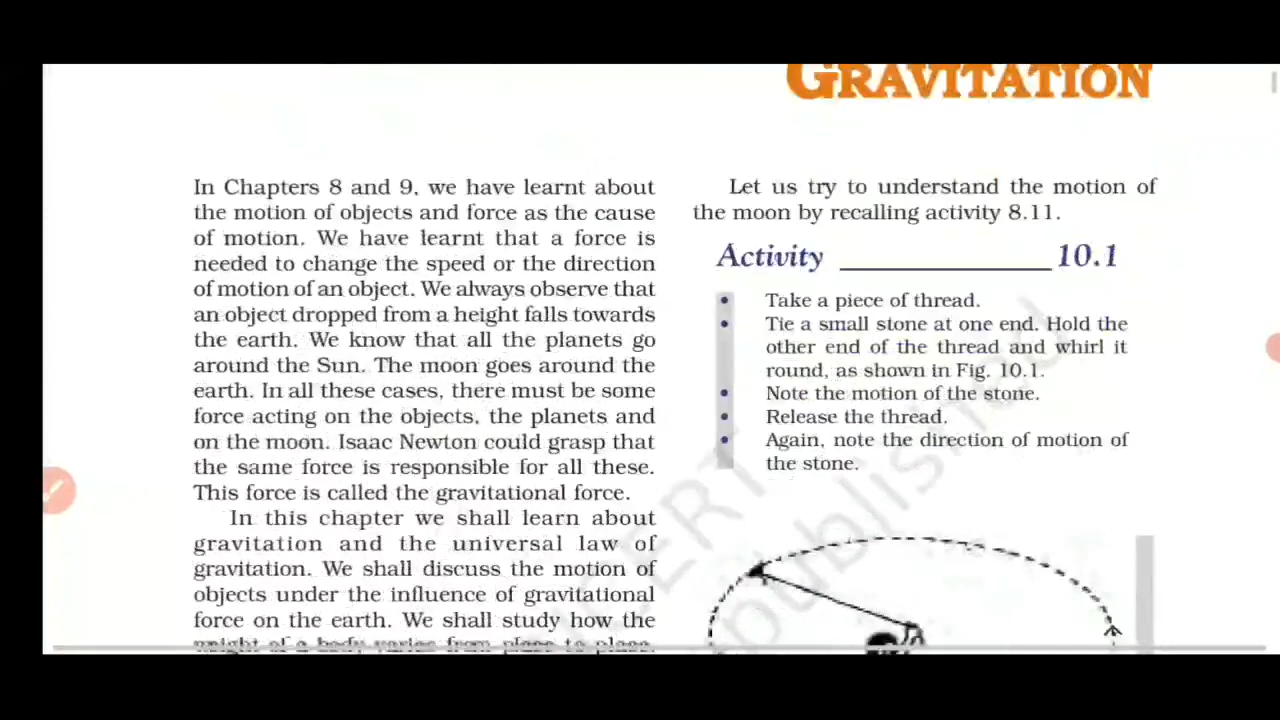 GRAVITATION
In Chapters 8 and 9, we have learnt about
the motion of objects and force as the cause
of motion. We have learnt that a force is
needed to change the speed or the direction
of motion of an object. We always observe that
an object dropped from a height falls towards
the earth. We know that all the planets go
around the Sun. The moon goes around the
earth. In all these cases, there must be some
force acting on the objects, the planets and
on the moon. Isaac Newton could grasp that
the same force is responsible for all these.
This force is called the gravitational force.
In this chapter we shall learn about
gravitation and the universal law of
gravitation. We shall discuss the motion of
objects under the influence of gravitational
force on the earth. We shall study how the
weight of a body varies from place to place.
Let us try to understand the motion of
the moon by recalling activity 8.11.
Activity 10.1
• Take a piece of thread.
• Tie a small stone at one end. Hold the
other end of the thread and whirl it
round, as shown in Fig. 10.1.
• Note the motion of the stone.
• Release the thread.
• Again, note the direction of motion of
the stone.
NCERT
published